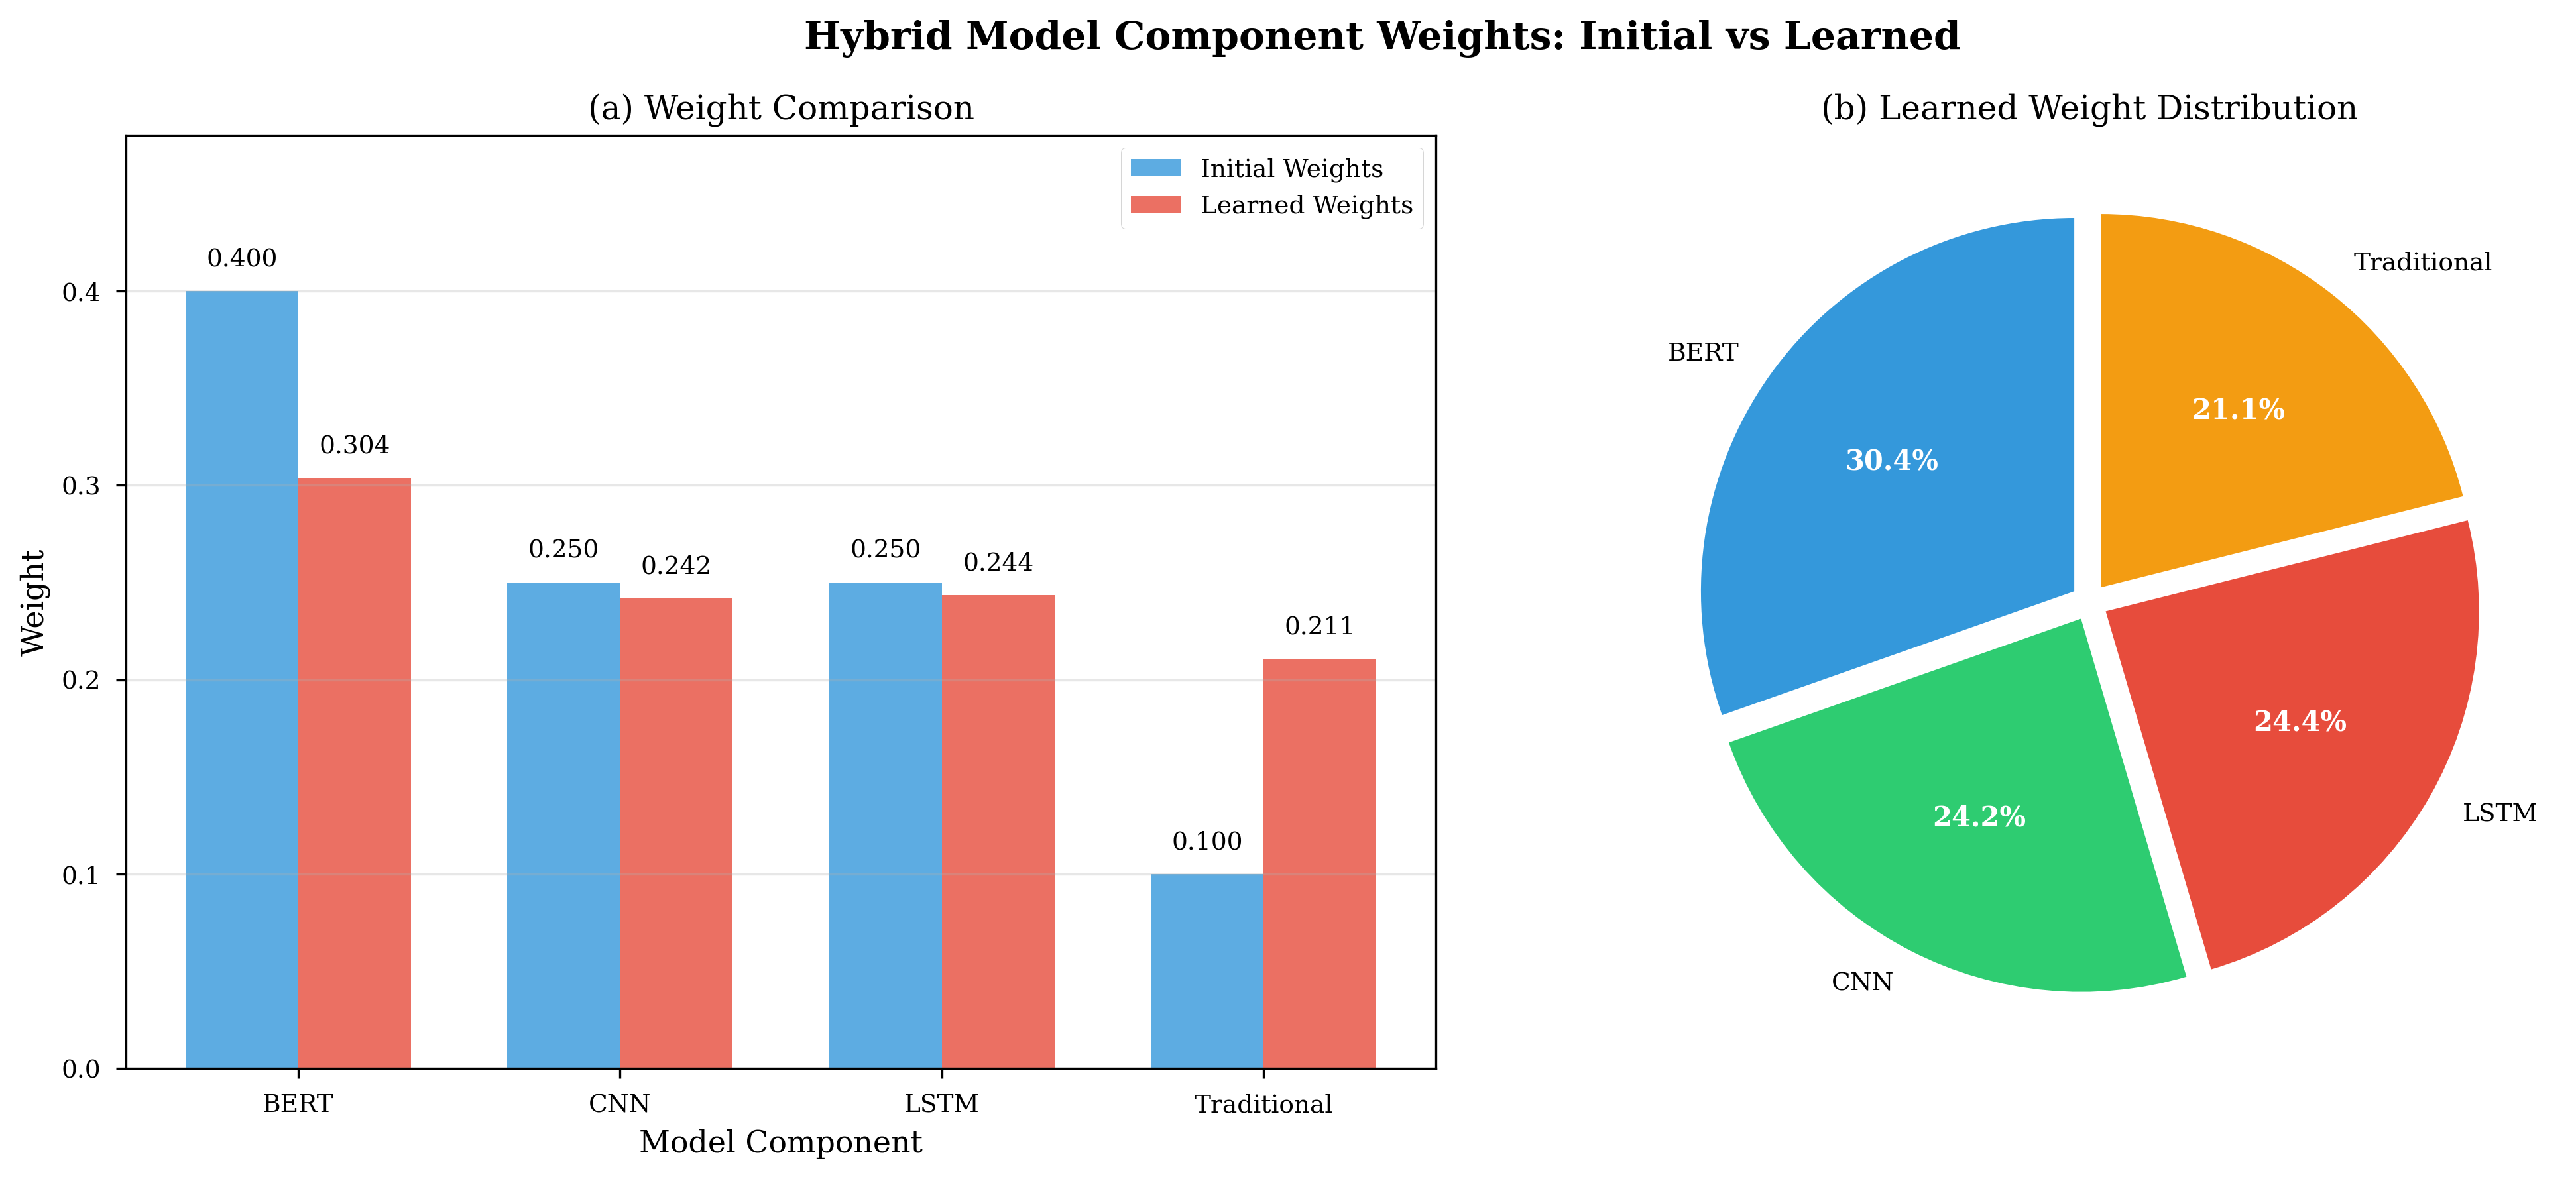 Hybrid Model Component Weights: Initial vs Learned
(a) Weight Comparison
Initial Weights
Learned Weights
Weight
0.4
0.3
0.2
0.1
0.0
0.400
0.304
0.250
0.242
0.250
0.244
0.100
0.211
BERT
CNN
LSTM
Traditional
Model Component
(b) Learned Weight Distribution
Traditional
BERT
21.1%
30.4%
24.4%
24.2%
LSTM
CNN